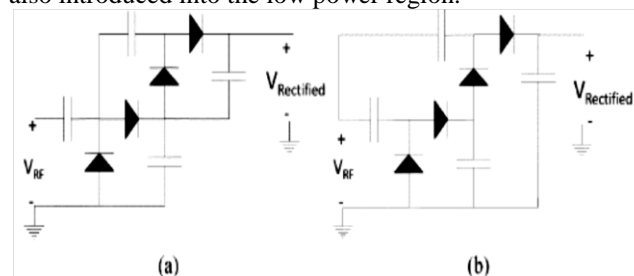 also introduced into the low power region.
+
V_Rectified
-
+
V_RF
-
(a)
+
V_Rectified
-
+
V_RF
-
(b)